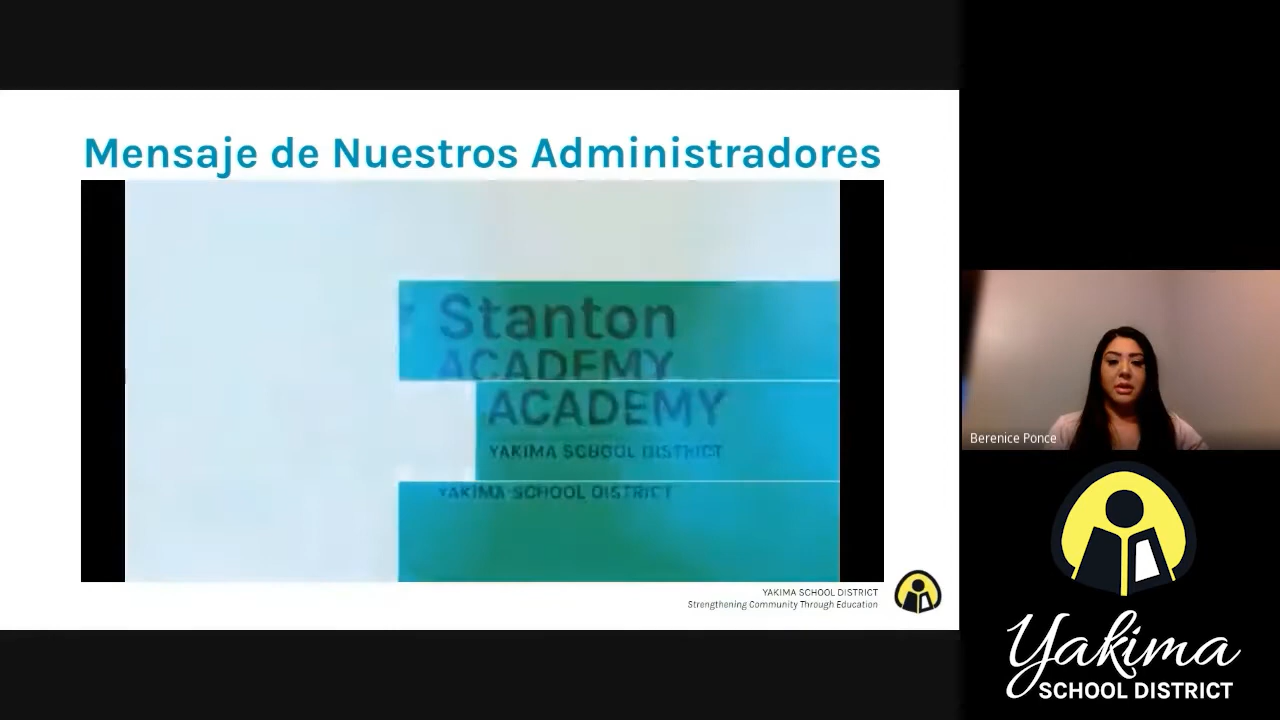 Mensaje de Nuestros Administradores
Stanton
ACADEMY
ACADEMY
YAKIMA SCHOOL DISTRICT
YAKIMA SCHOOL DISTRICT
YAKIMA SCHOOL DISTRICT
Strengthening Community Through Education
Berenice Ponce
Yakima
SCHOOL DISTRICT